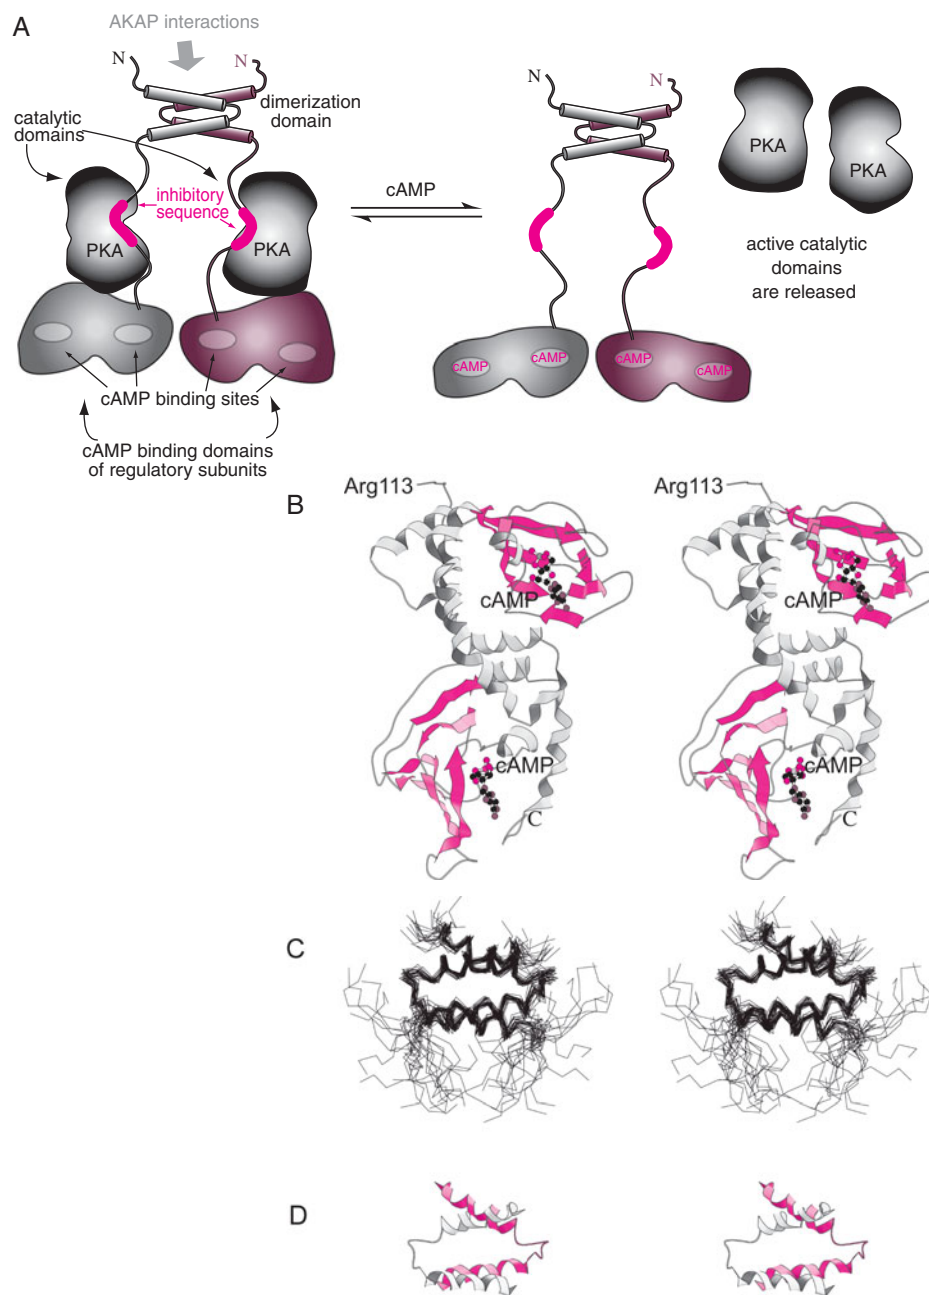 A
AKAP interactions
N
N
dimerization
domain
catalytic
domains
inhibitory
sequence
PKA
PKA
cAMP binding sites
cAMP binding domains
of regulatory subunits
cAMP
N
N
cAMP
cAMP
cAMP
cAMP
PKA
PKA
active catalytic
domains
are released
B
Arg113
cAMP
cAMP
C
Arg113
cAMP
cAMP
C
C
D